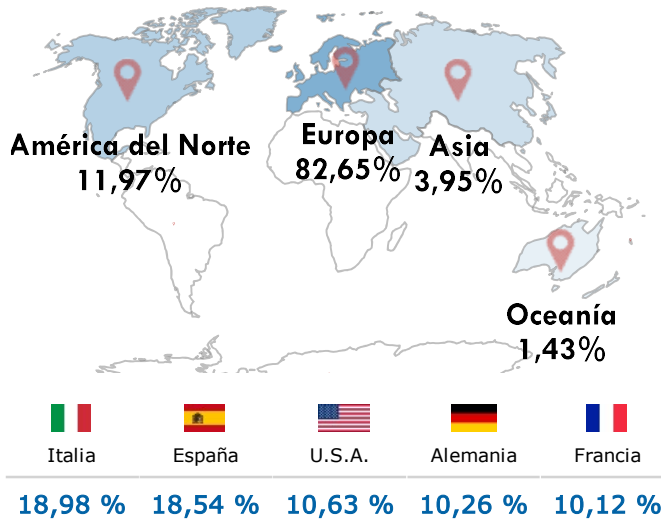 América del Norte
11,97%
Europa
82,65%
Asia
3,95%
Oceanía
1,43%
Italia España U.S.A. Alemania Francia
18,98 % 18,54 % 10,63 % 10,26 % 10,12 %